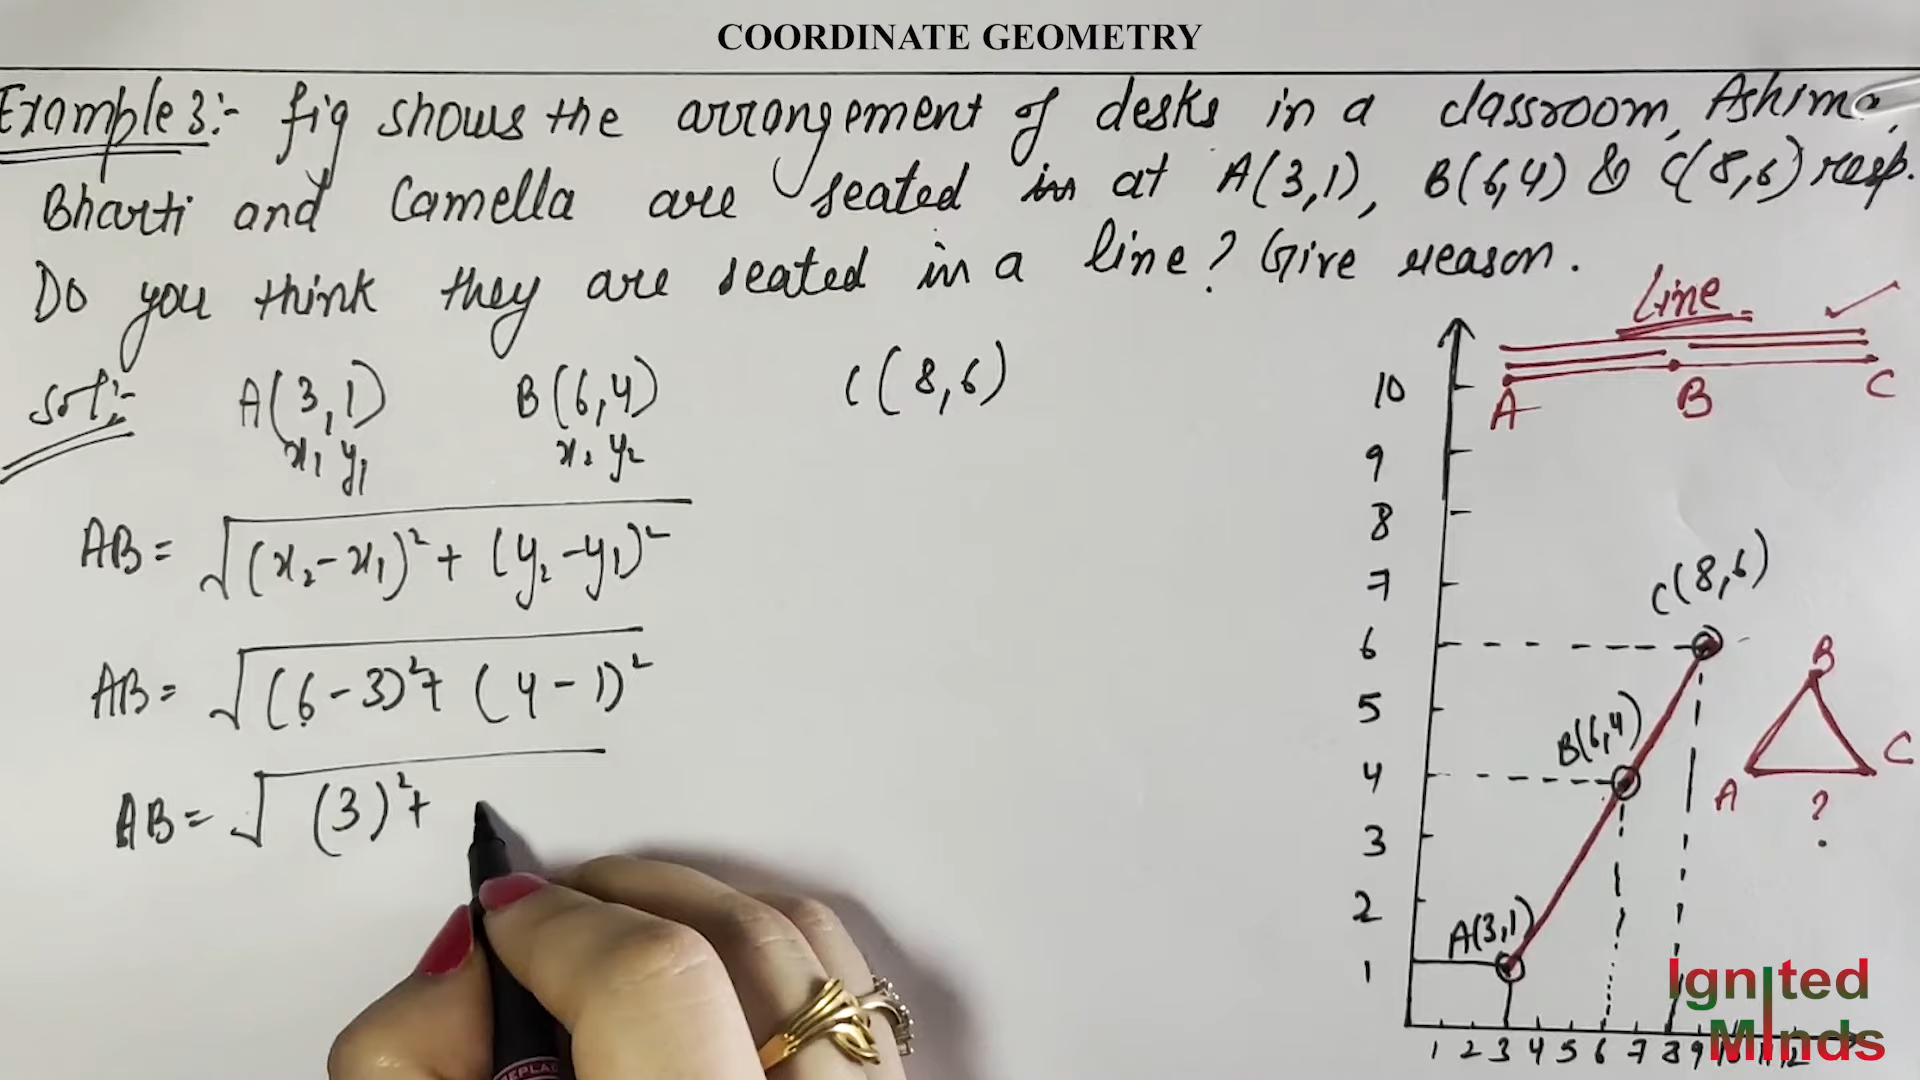 COORDINATE GEOMETRY
Example 3:- fig shows the arrangement of desks in a classroom, Ashima,
Bharti and Camella are seated in at A(3,1), B(6,4) & C(8,6) resp.
Do you think they are seated in a line? Give reason.
Sol:- A(3,1) B(6,4) C(8,6)
x₁ y₁ x₂ y₂
AB = √(x₂-x₁)² + (y₂-y₁)²
AB = √(6-3)² + (4-1)²
AB = √(3)² +
Line
A B C
10
9
8
7
6
5
4
3
2
1
C(8,6)
B(6,4)
A(3,1)
B
A C
?
1 2 3 4 5 6 7 8 9 10 11 12
Ignited
Minds